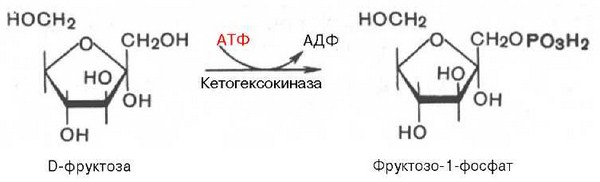 HOCH₂ O CH₂OH
HO
OH
OH
D-фруктоза
АТФ АДФ
Кетогексокиназа
HOCH₂ O CH₂OPO₃H₂
HO
OH
HO
Фруктозо-1-фосфат